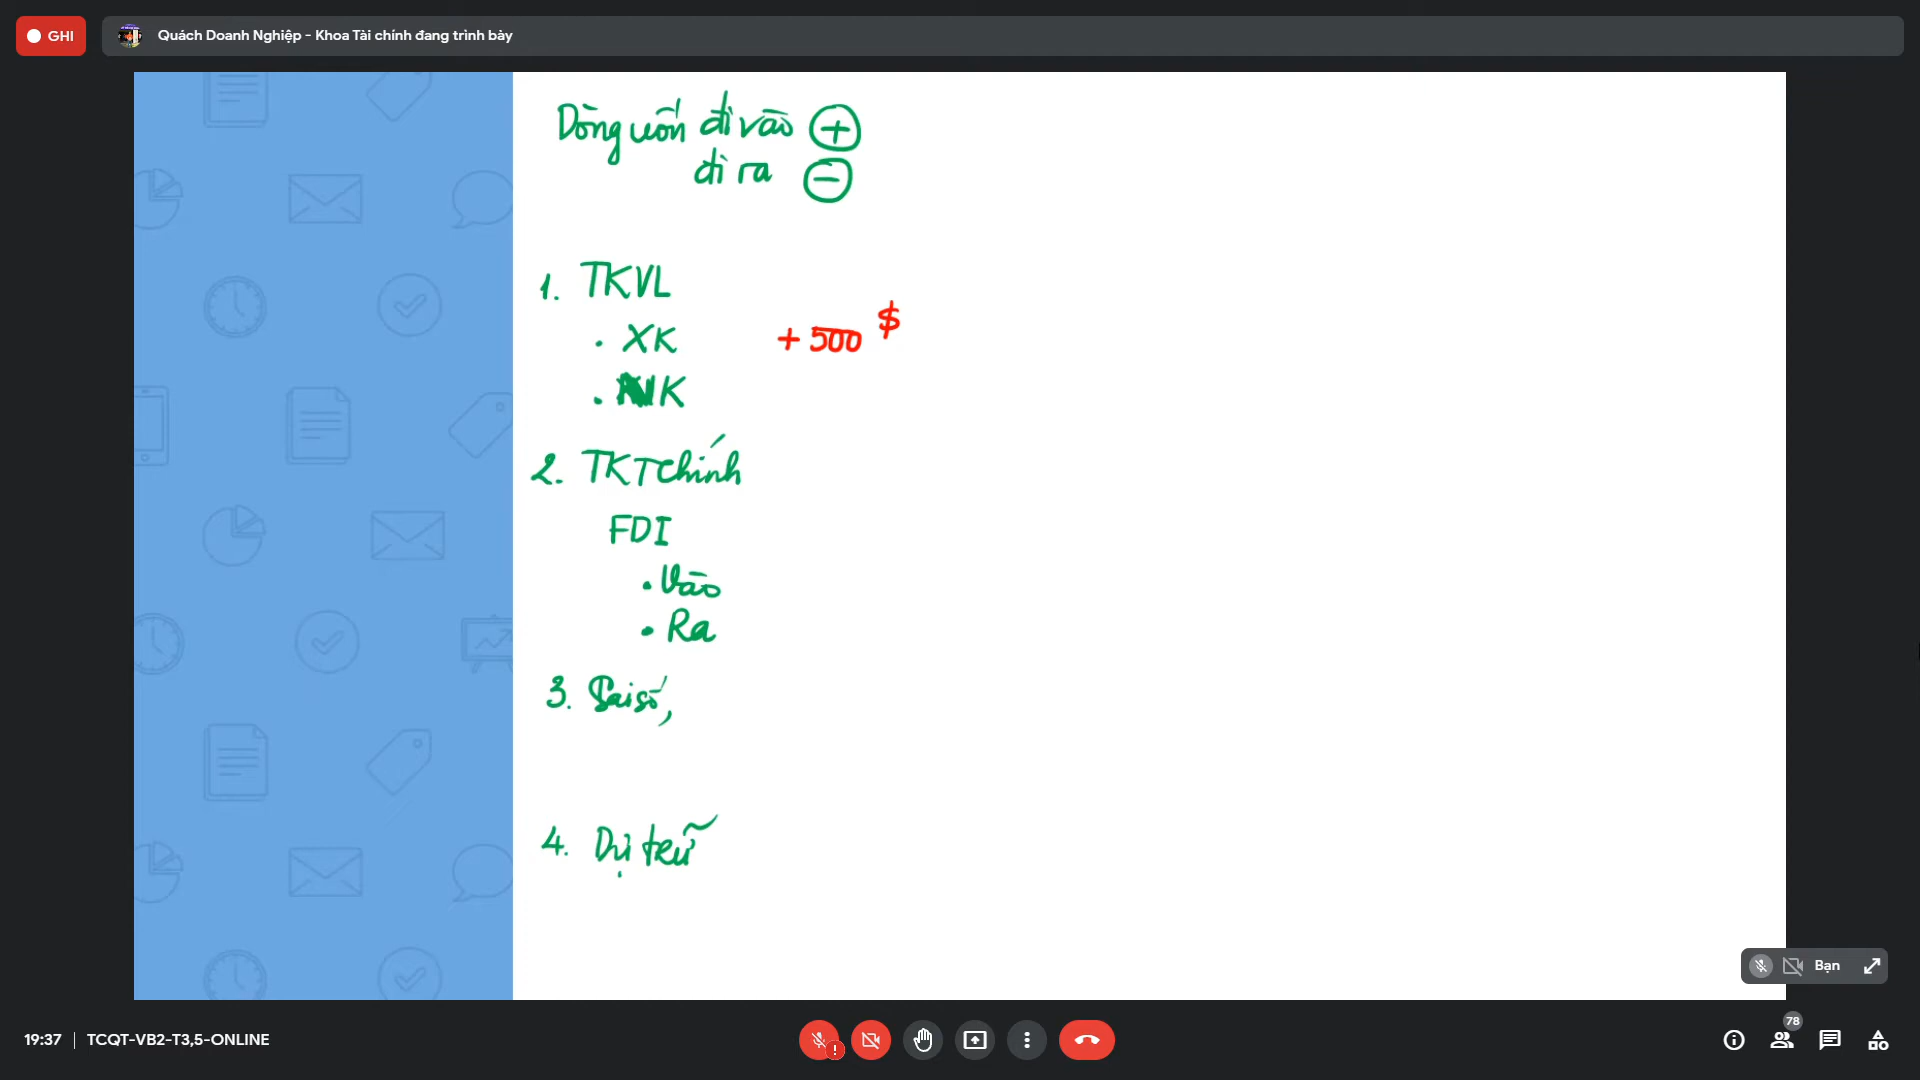 GHI
Quách Doanh Nghiệp - Khoa Tài chính đang trình bày
Dòng vốn đi vào +
đi ra -
1. TKVL
• XK + 500 $
• NK
2. TKTChính
FDI
• Vào
• Ra
3. Sai số,
4. Dự trữ
Bạn
19:37 | TCQT-VB2-T3,5-ONLINE
78